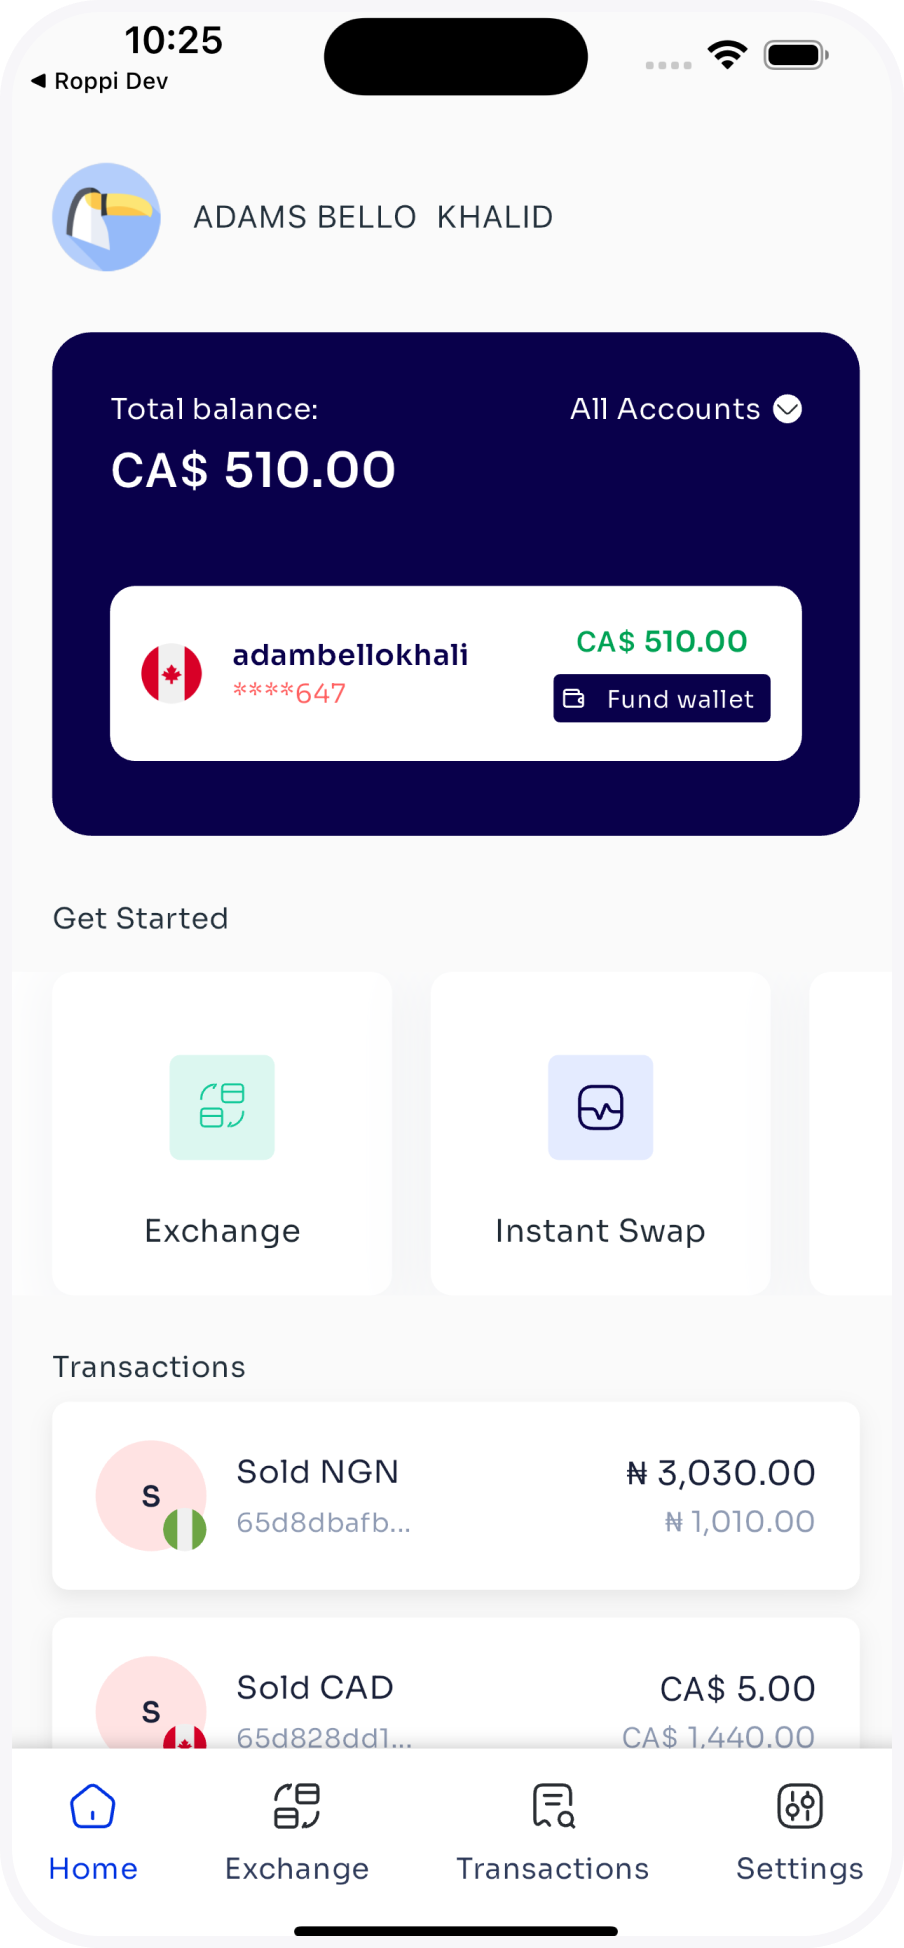 10:25
◀ Roppi Dev
ADAMS BELLO KHALID
Total balance:
All Accounts
CA$ 510.00
adambellokhali
CA$ 510.00
****647
Fund wallet
Get Started
Exchange
Instant Swap
Transactions
S
Sold NGN
₦ 3,030.00
65d8dbafb...
₦ 1,010.00
S
Sold CAD
CA$ 5.00
65d828dd1...
CA$ 1,440.00
Home
Exchange
Transactions
Settings